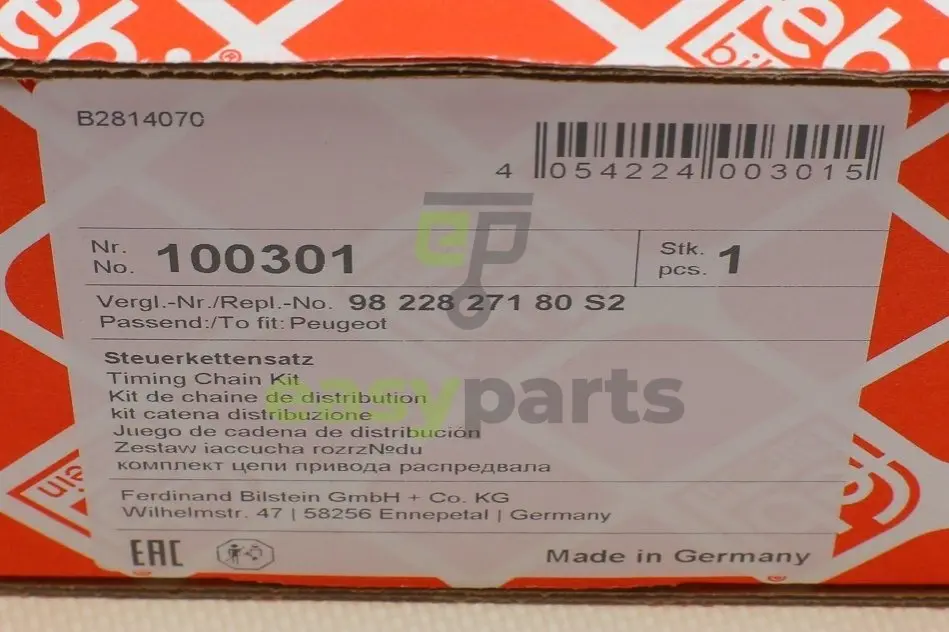 B2814070
4 054224 003015
Nr.
No. 100301
Stk.
pcs. 1
Vergl.-Nr./Repl.-No. 98 228 271 80 S2
Passend:/To fit: Peugeot
Steuerkettensatz
Timing Chain Kit
Kit de chaine de distribution
kit catena distribuzione
Juego de cadena de distribución
Zestaw iaccucha rozrz№du
комплект цепи привода распредвала
easyparts
Ferdinand Bilstein GmbH + Co. KG
Wilhelmstr. 47 | 58256 Ennepetal | Germany
EAC
Made in Germany